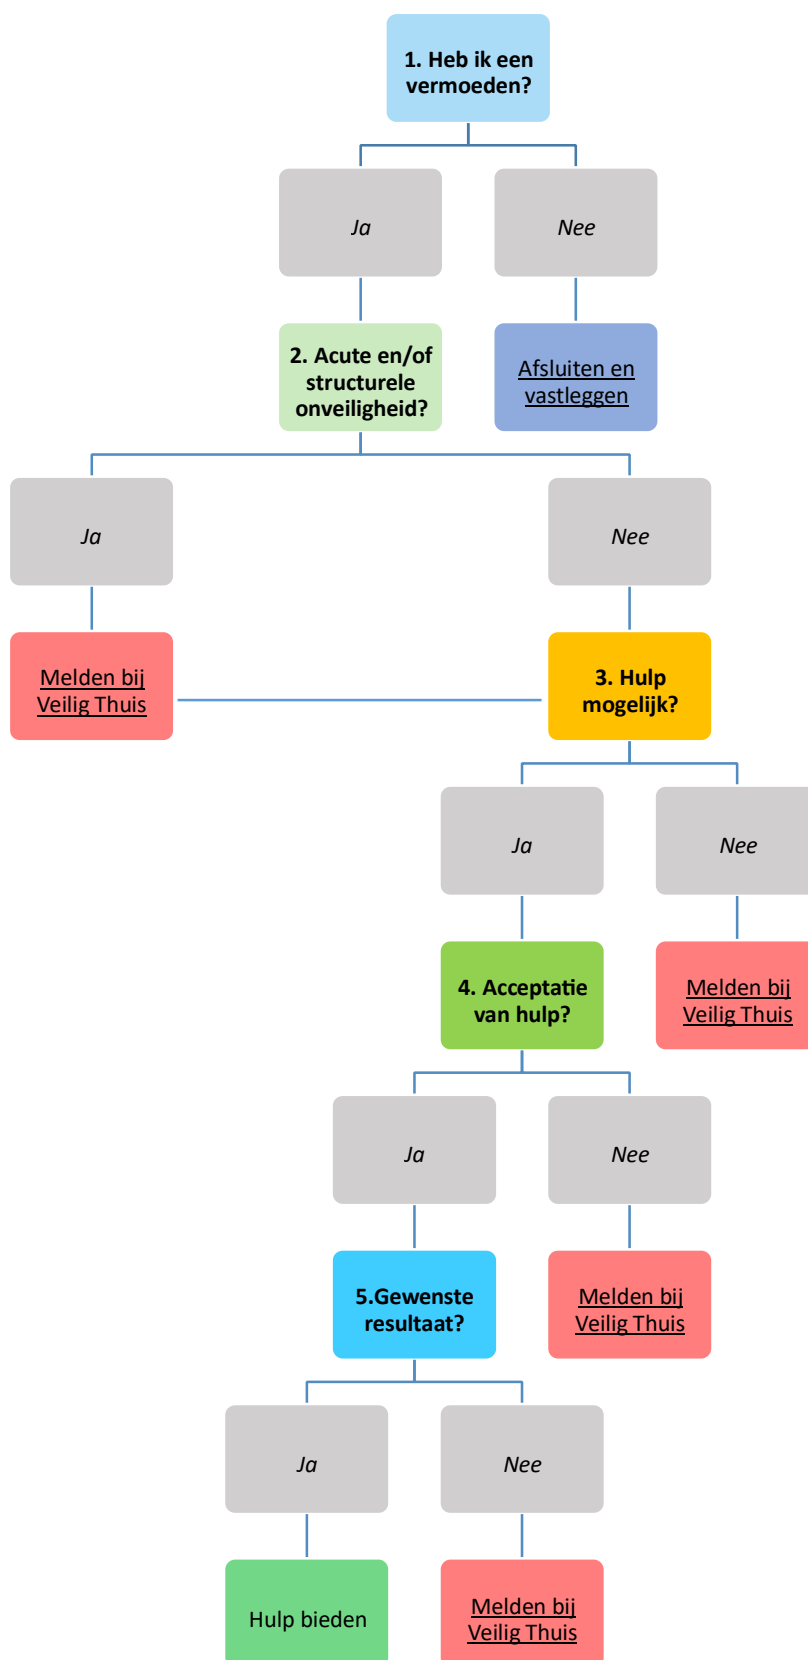 1. Heb ik een
vermoeden?
Ja
Nee
2. Acute en/of
structurele
onveiligheid?
Afsluiten en
vastleggen
Ja
Nee
Melden bij
Veilig Thuis
3. Hulp
mogelijk?
Ja
Nee
4. Acceptatie
van hulp?
Melden bij
Veilig Thuis
Ja
Nee
5.Gewenste
resultaat?
Melden bij
Veilig Thuis
Ja
Nee
Hulp bieden
Melden bij
Veilig Thuis